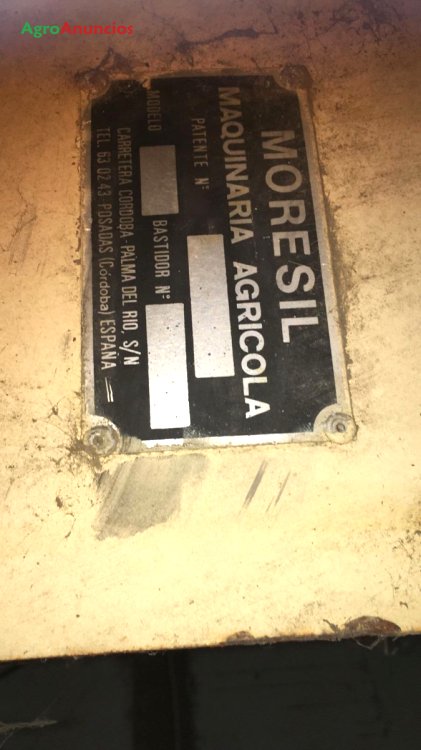 AgroAnuncios
MORESIL
MAQUINARIA AGRICOLA
PATENTE Nº
MODELO BASTIDOR Nº
CARRETERA CORDOBA - PALMA DEL RIO, S/N
TEL. 63 02 43 POSADAS (Córdoba) ESPAÑA